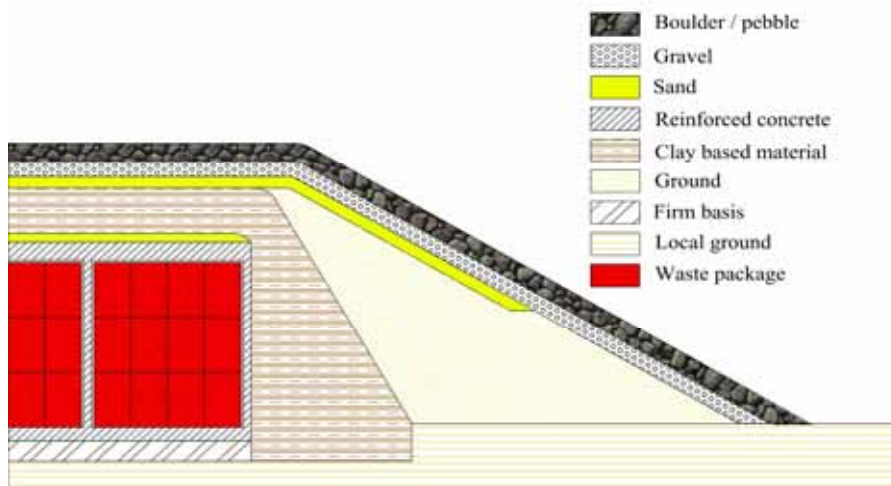 Boulder / pebble
Gravel
Sand
Reinforced concrete
Clay based material
Ground
Firm basis
Local ground
Waste package